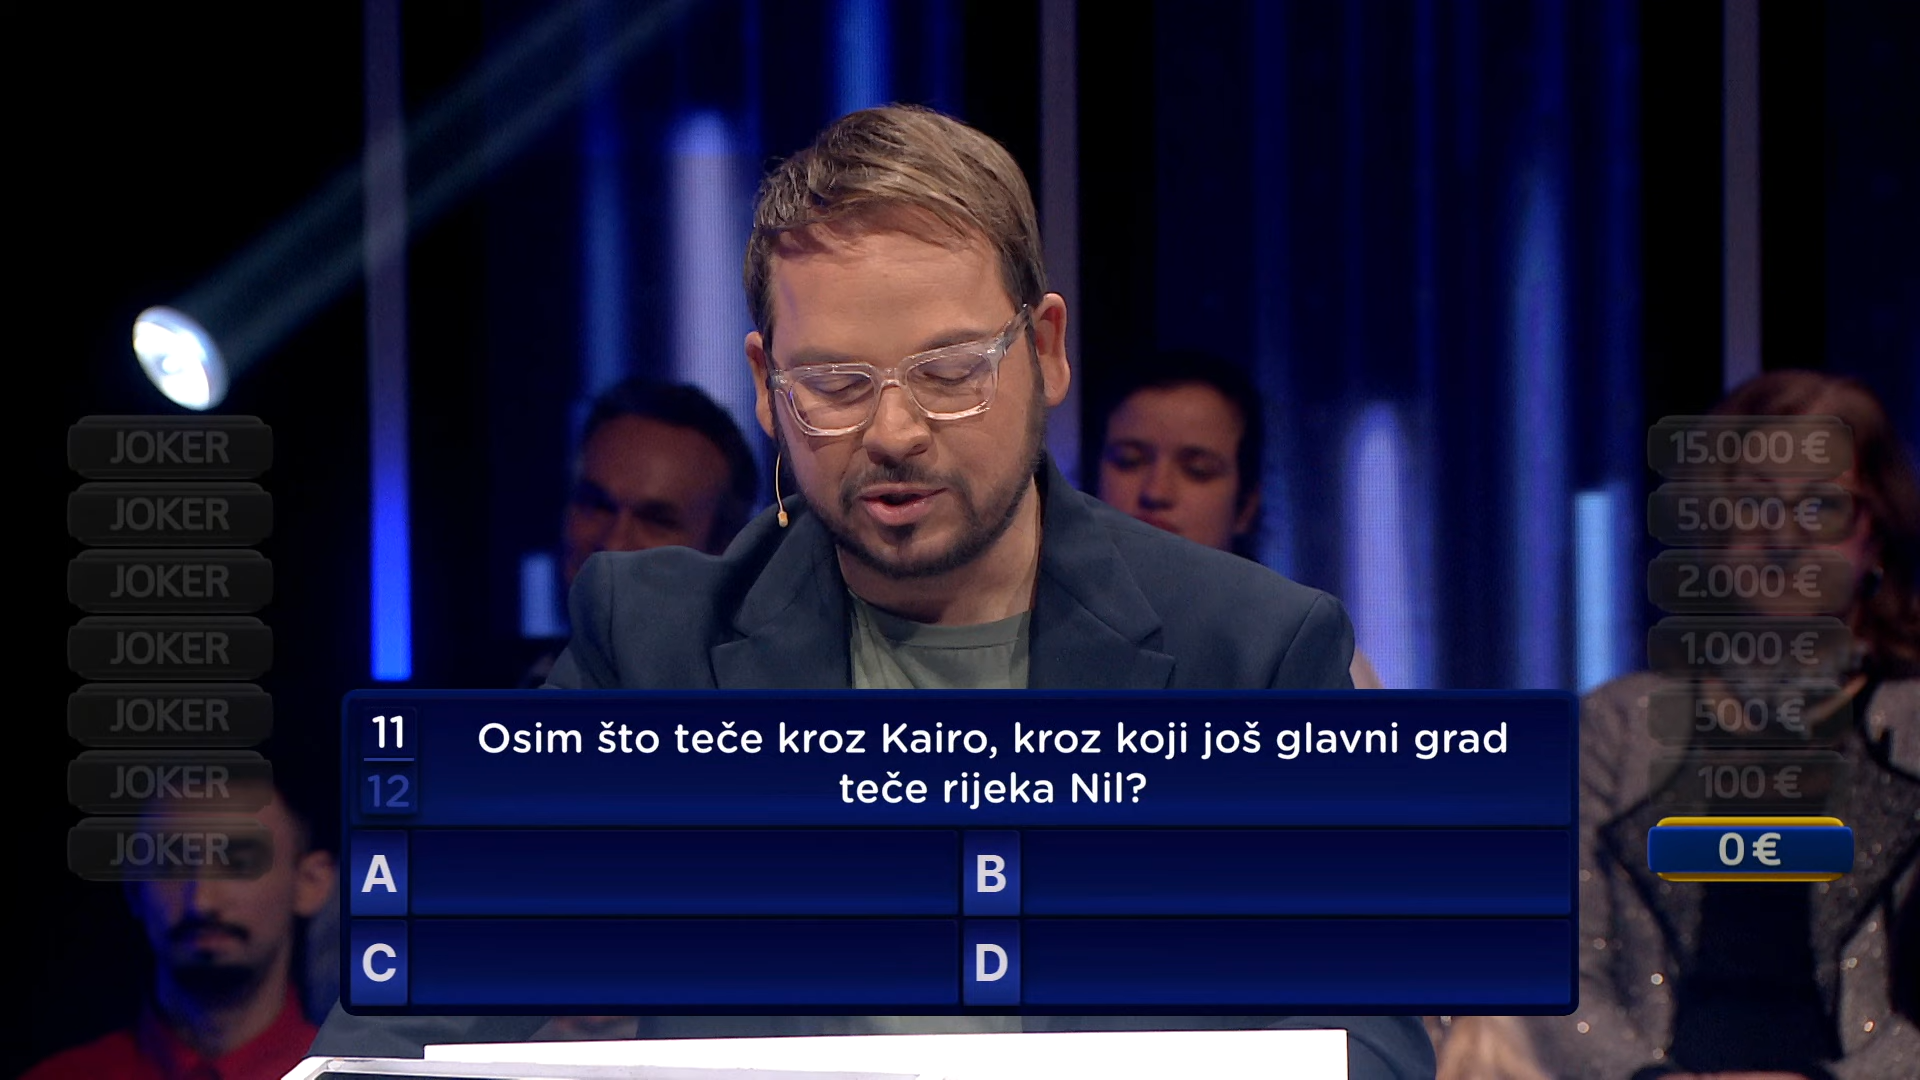 JOKER
JOKER
JOKER
JOKER
JOKER
JOKER
JOKER
15.000 €
5.000 €
2.000 €
1.000 €
500 €
100 €
0 €
11
12
Osim što teče kroz Kairo, kroz koji još glavni grad
teče rijeka Nil?
A
B
C
D